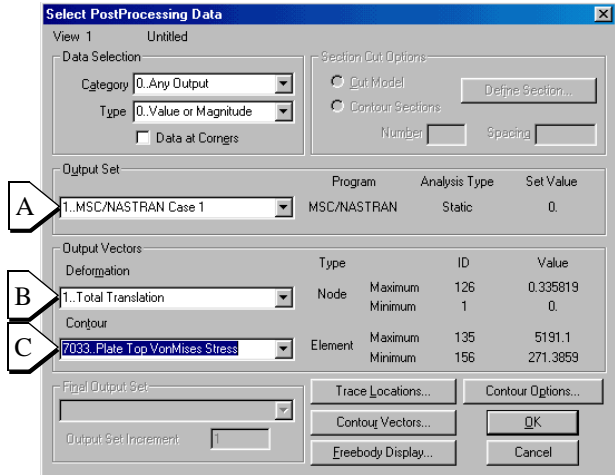 Select PostProcessing Data
View 1 Untitled
Data Selection
Category 0..Any Output
Type 0..Value or Magnitude
Data at Corners
Section Cut Options
Cut Model
Contour Sections
Define Section...
Number Spacing
Output Set
Program Analysis Type Set Value
A 1..MSC/NASTRAN Case 1 MSC/NASTRAN Static 0.
Output Vectors
Deformation
Type ID Value
B 1..Total Translation
Node Maximum 126 0.335819
Minimum 1 0.
Contour
C 7033..Plate Top VonMises Stress
Element Maximum 135 5191.1
Minimum 156 271.3859
Final Output Set
Output Set Increment 1
Trace Locations... Contour Options...
Contour Vectors... OK
Freebody Display... Cancel